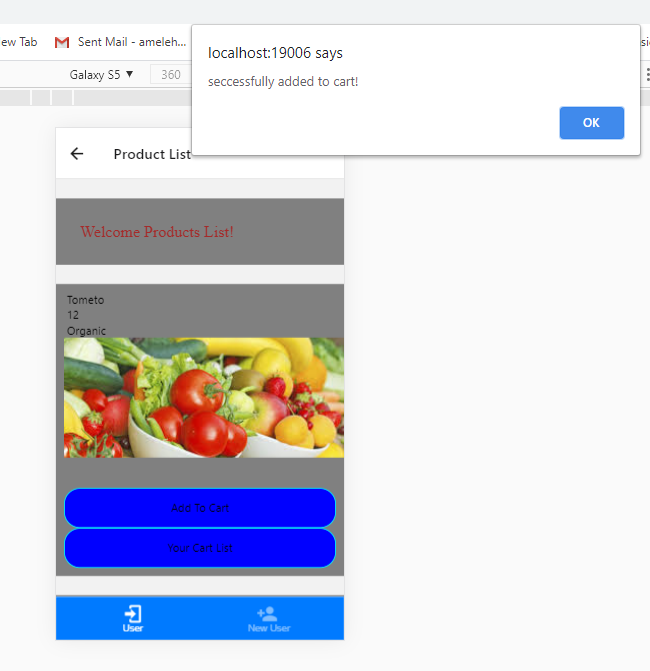 ew Tab
Sent Mail - ameleh...
Galaxy S5 ▼
360
localhost:19006 says
seccessfully added to cart!
OK
Product List
Welcome Products List!
Tometo
12
Organic
Add To Cart
Your Cart List
User
New User